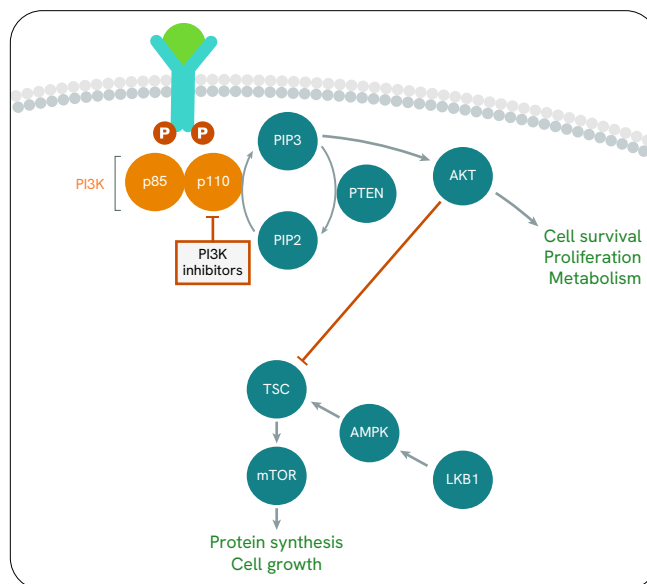 P P
PIP3
PI3K
p85
p110
AKT
PTEN
PIP2
PI3K
inhibitors
Cell survival
Proliferation
Metabolism
TSC
AMPK
mTOR
LKB1
Protein synthesis
Cell growth